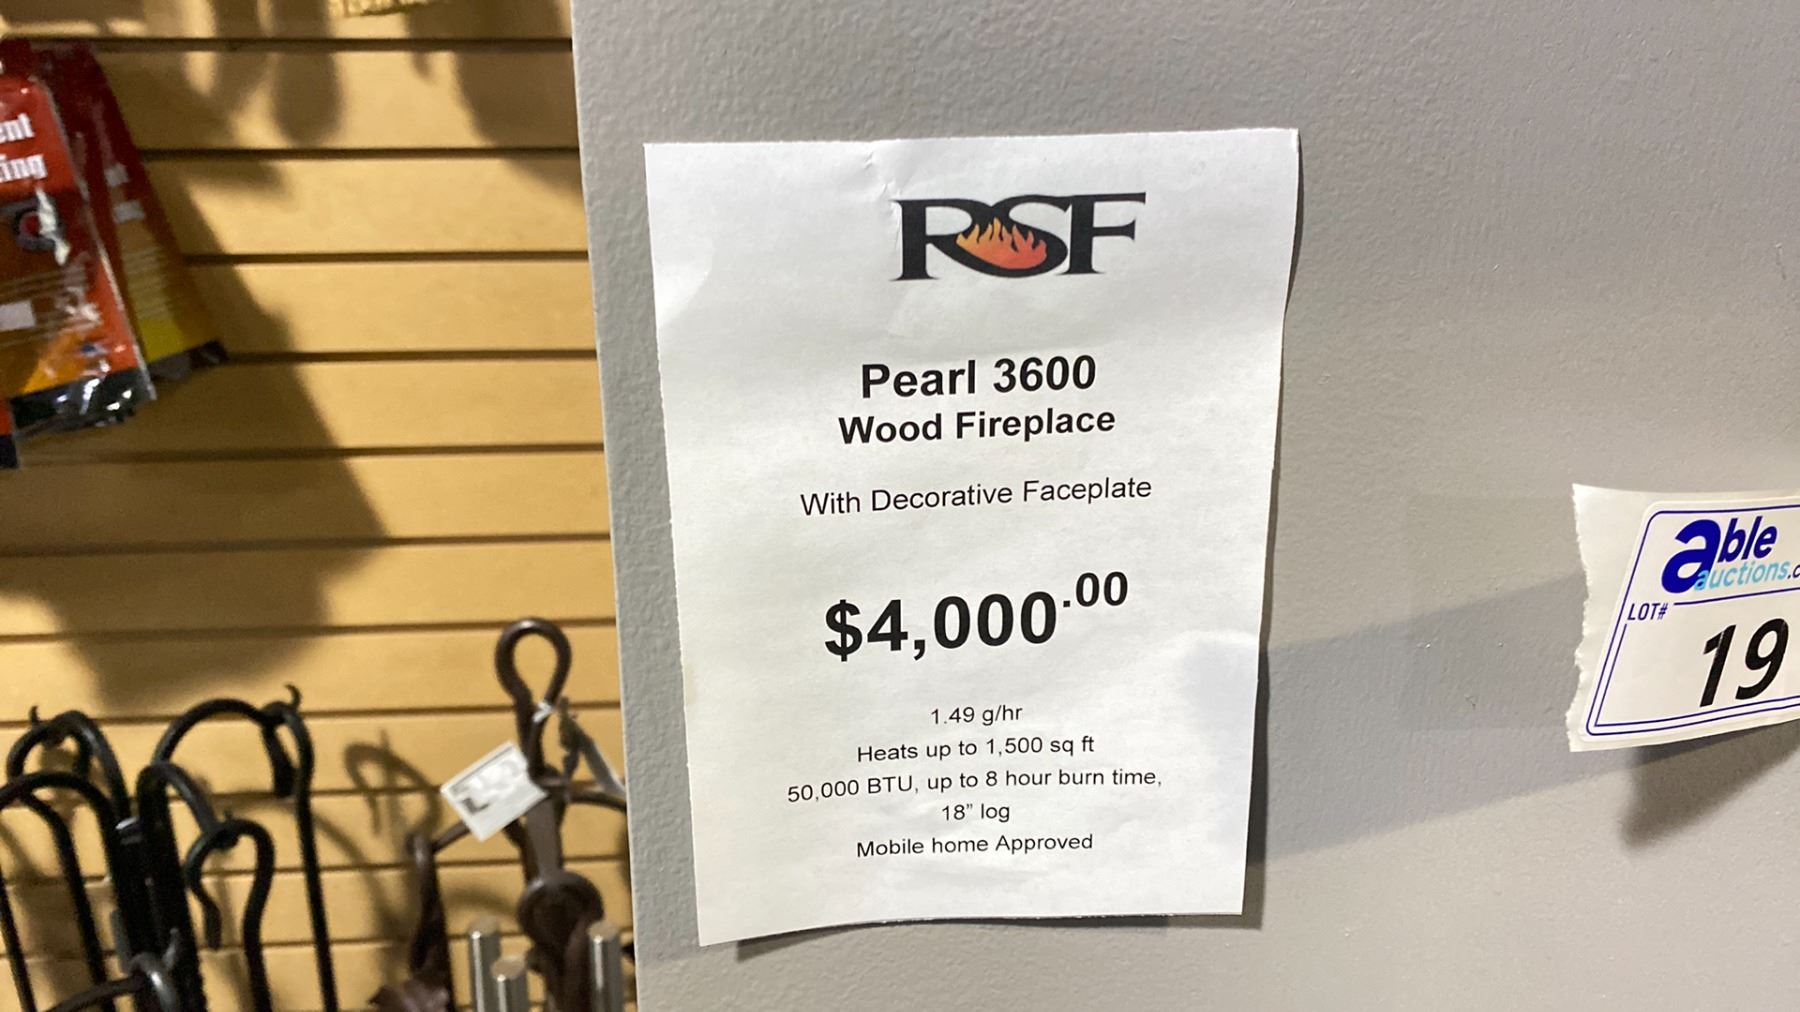 ent
ing
RSF
Pearl 3600
Wood Fireplace
With Decorative Faceplate
$4,000.00
1.49 g/hr
Heats up to 1,500 sq ft
50,000 BTU, up to 8 hour burn time,
18" log
Mobile home Approved
able
auctions.c
LOT#
19